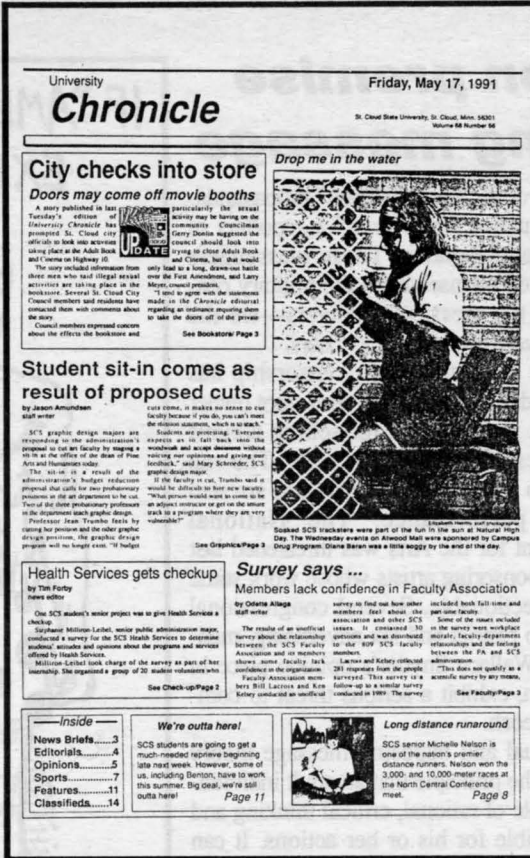 University
Chronicle
Friday, May 17, 1991
St. Cloud State University, St. Cloud, Minn. 56301
Volume 68 Number 56
City checks into store
Doors may come off movie booths
A story published in last
Tuesday's edition of
University Chronicle has
prompted St. Cloud city
officials to look into activities
taking place at the Adult Book
and Cinema on Highway 10.
The story included information from
three men who said illegal sexual
activities are taking place in the
bookstore. Several St. Cloud City
Council members said residents have
contacted them with comments about
the story.
Council members expressed concern
about the effects the bookstore and
UPDATE
particularly the sexual
activity may be having on the
community. Councilman
Gerry Donlin suggested the
council should look into
trying to close Adult Book
and Cinema, but that would
only lead to a long, drawn-out battle
over the First Amendment, said Larry
Meyer, council president.
"I tend to agree with the statements
made in the Chronicle editorial
regarding an ordinance requiring them
to take the doors off of the private
See Bookstore/ Page 3
Drop me in the water
Elizabeth Henry/ staff photographer
Soaked SCS tracksters were part of the fun in the sun at Natural High
Day. The Wednesday events on Atwood Mall were sponsored by Campus
Drug Program. Diane Baran was a little soggy by the end of the day.
Student sit-in comes as
result of proposed cuts
by Jason Amundsen
staff writer
SCS graphic design majors are
responding to the administration's
proposal to cut art faculty by staging a
sit-in at the office of the dean of Fine
Arts and Humanities today.
The sit-in is a result of the
administration's budget reduction
proposal that calls for two probationary
positions in the art department to be cut.
Two of the three probationary professors
in the department teach graphic design.
Professor Jean Trumbo feels by
cutting her position and the other graphic
design position, the graphic design
program will no longer exist. "If budget
cuts come, it makes no sense to cut
faculty because if you do, you can't meet
the mission statement, which is to teach."
Students are protesting. "Everyone
expects us to fall back into the
woodwork and accept decisions without
voicing our opinions and giving our
feedback," said Mary Schroeder, SCS
graphic design major.
If the faculty is cut, Trumbo said it
would be difficult to hire new faculty.
"What person would want to come to be
an adjunct instructor or get on the tenure
track in a program where they are very
vulnerable?"
See Graphics/Page 3
Health Services gets checkup
by Tim Forby
news editor
One SCS student's senior project was to give Health Services a
checkup.
Stephanie Milliron-Leibel, senior public administration major,
conducted a survey for the SCS Health Services to determine
students' attitudes and opinions about the programs and services
offered by Health Services.
Milliron-Leibel took charge of the survey as part of her
internship. She organized a group of 20 student volunteers who
See Check-up/Page 2
Survey says ...
Members lack confidence in Faculty Association
by Odette Aliaga
staff writer
The results of an unofficial
survey about the relationship
between the SCS Faculty
Association and its members
shows some faculty lack
confidence in the organization.
Faculty Association mem-
bers Bill Lacroix and Ken
Kelsey conducted an unofficial
survey to find out how other
members feel about the
association and other SCS
issues. It contained 30
questions and was distributed
to the 809 SCS faculty
members.
Lacroix and Kelsey collected
281 responses from the people
surveyed. This survey is a
follow-up to a similar survey
conducted in 1989. The survey
included both full-time and
part-time faculty.
Some of the issues included
in the survey were workplace
morale, faculty-department
relationships and the feelings
between the FA and SCS
administration.
"This does not qualify as a
scientific survey by any means,
See Faculty/Page 3
Inside
News Briefs......3
Editorials..........4
Opinions..........5
Sports..............7
Features..........11
Classifieds......14
We're outta here!
SCS students are going to get a
much-needed reprieve beginning
late next week. However, some of
us, including Benton, have to work
this summer. Big deal, we're still
outta here!
Page 11
Action
Long distance runaround
SCS senior Michelle Nelson is
one of the nation's premier
distance runners. Nelson won the
3,000- and 10,000-meter races at
the North Central Conference
meet.
Page 8